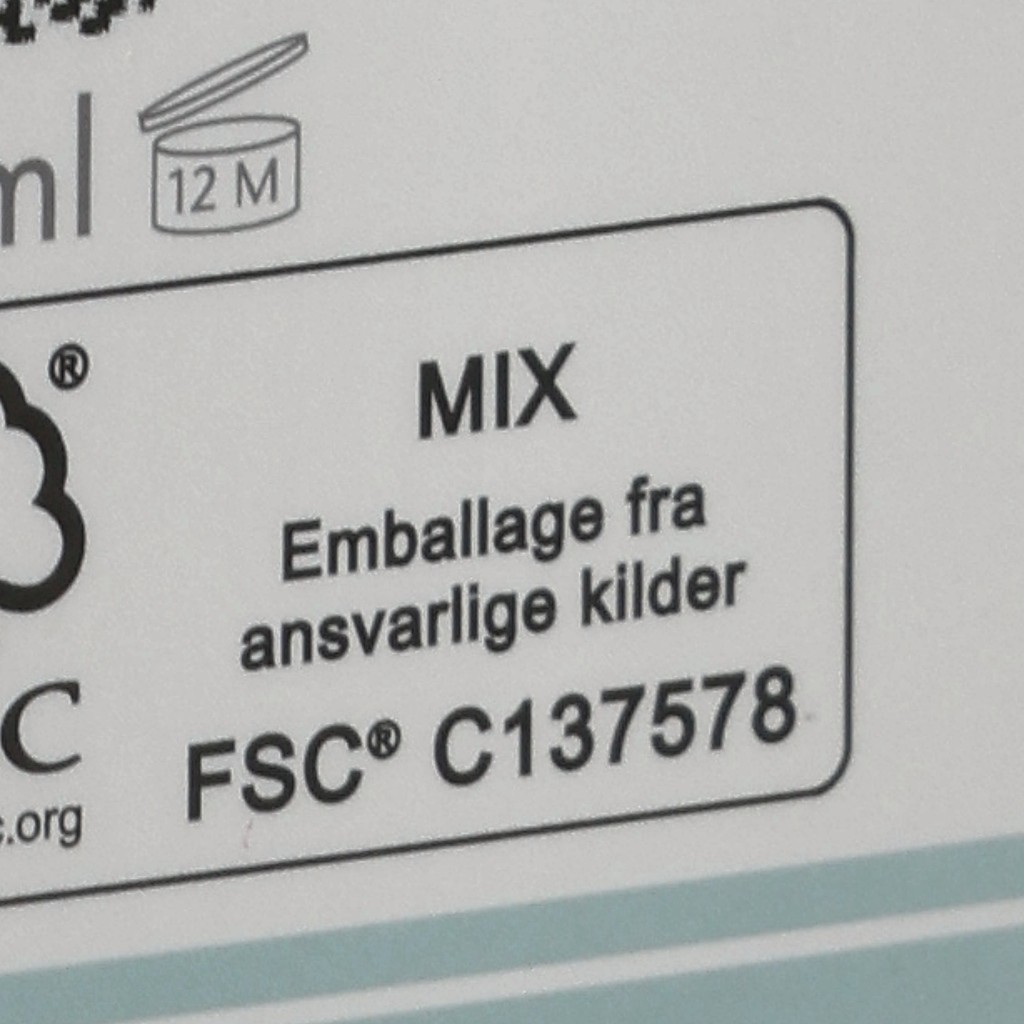 ml
12 M
®
MIX
Emballage fra
ansvarlige kilder
C
FSC® C137578
.org